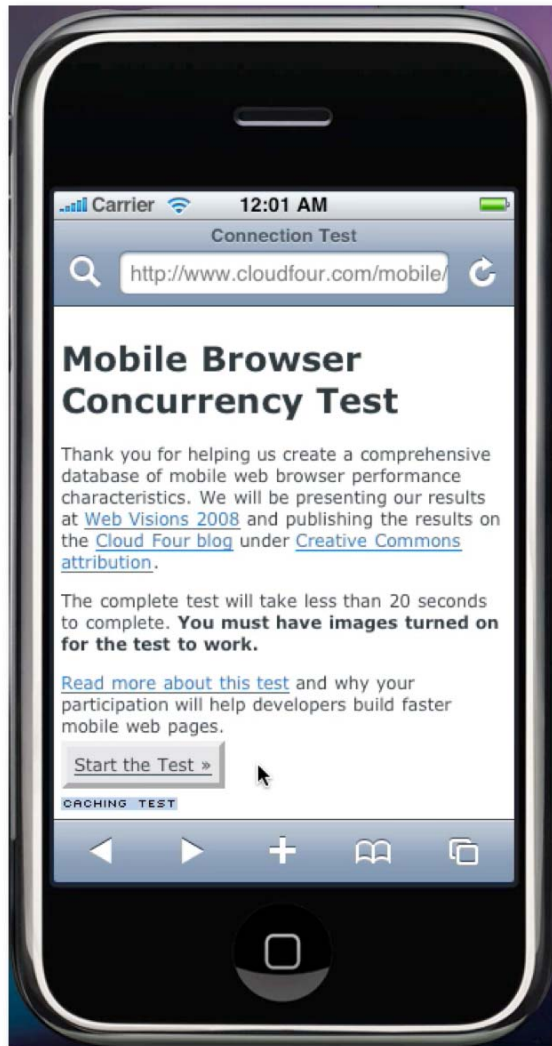 Carrier 12:01 AM
Connection Test
http://www.cloudfour.com/mobile/
Mobile Browser
Concurrency Test
Thank you for helping us create a comprehensive
database of mobile web browser performance
characteristics. We will be presenting our results
at Web Visions 2008 and publishing the results on
the Cloud Four blog under Creative Commons
attribution.
The complete test will take less than 20 seconds
to complete. You must have images turned on
for the test to work.
Read more about this test and why your
participation will help developers build faster
mobile web pages.
Start the Test »
CACHING TEST